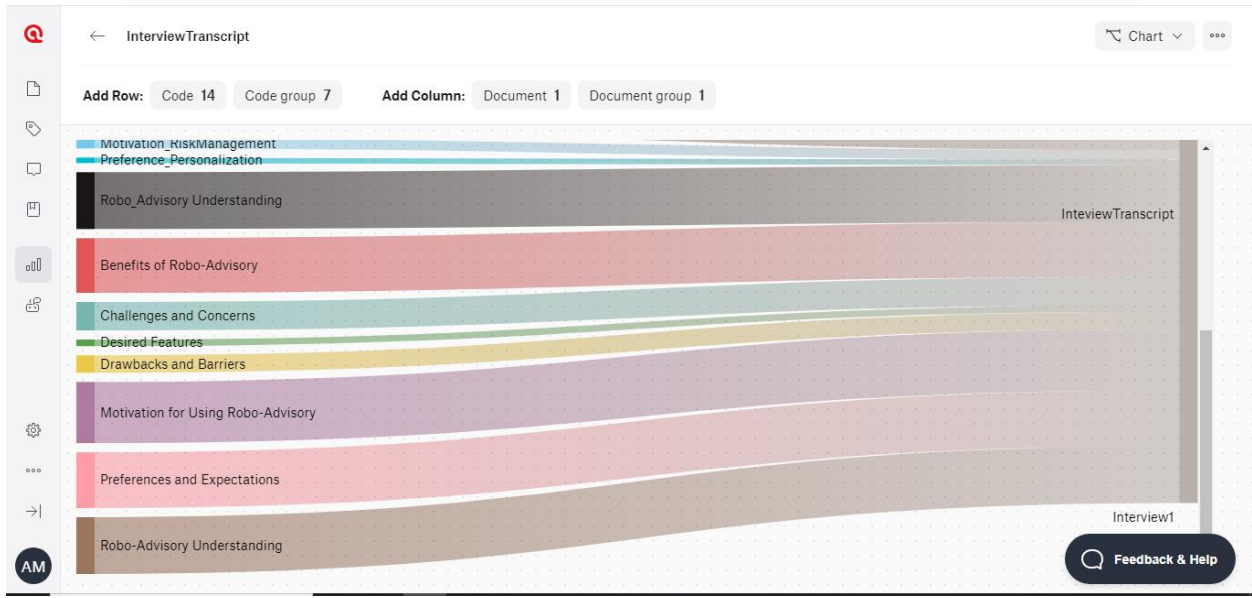 InterviewTranscript
Chart
Add Row: Code 14 Code group 7 Add Column: Document 1 Document group 1
Motivation_RiskManagement
Preference_Personalization
Robo_Advisory Understanding
InteviewTranscript
Benefits of Robo-Advisory
Challenges and Concerns
Desired Features
Drawbacks and Barriers
Motivation for Using Robo-Advisory
Preferences and Expectations
Interview1
Robo-Advisory Understanding
AM
Feedback & Help